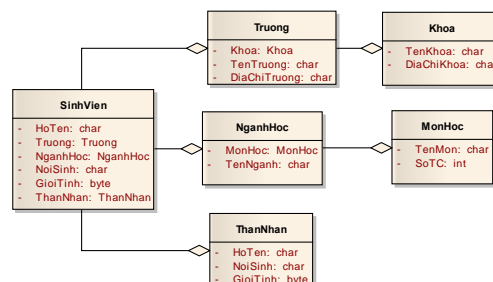 Truong
- Khoa: Khoa
- TenTruong: char
- DiaChiTruong: char
Khoa
- TenKhoa: char
- DiaChiKhoa: char
SinhVien
- HoTen: char
- Truong: Truong
- NganhHoc: NganhHoc
- NoiSinh: char
- GioiTinh: byte
- ThanNhan: ThanNhan
NganhHoc
- MonHoc: MonHoc
- TenNganh: char
MonHoc
- TenMon: char
- SoTC: int
ThanNhan
- HoTen: char
- NoiSinh: char
- GioiTinh: byte